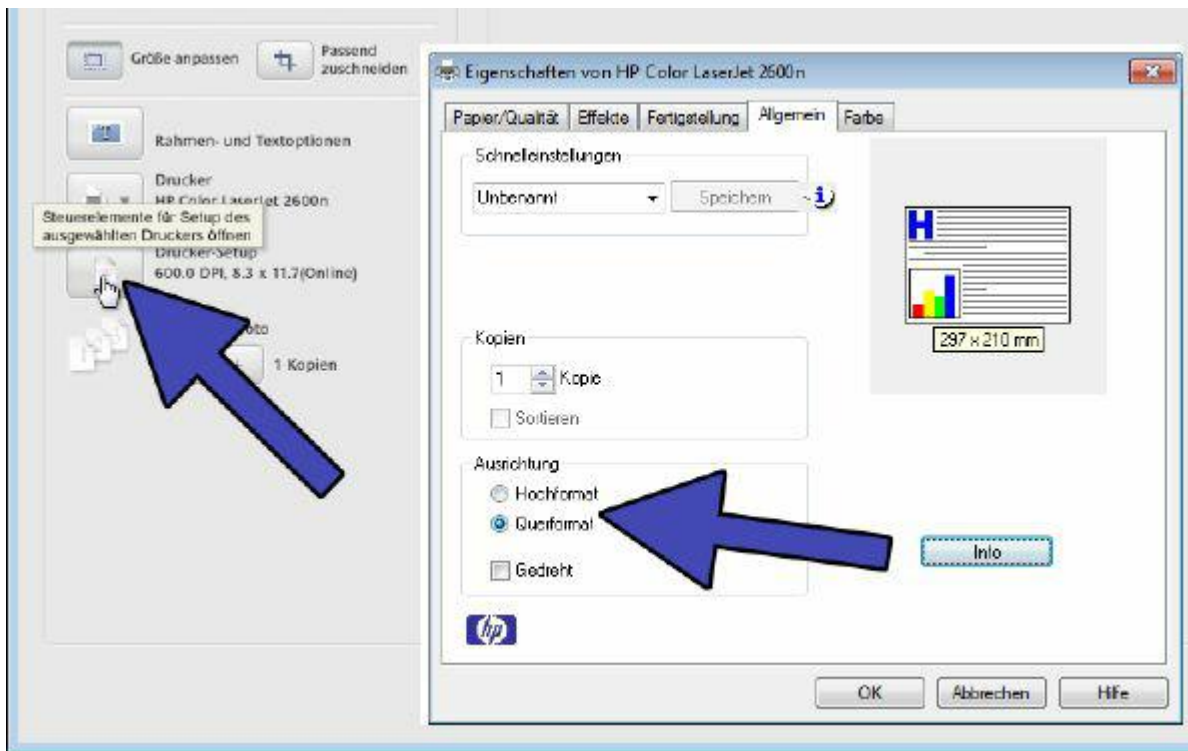 Größe anpassen
Passend
zuschneiden
Rahmen- und Textoptionen
Drucker
HP Color LaserJet 2600n
Steuerelemente für Setup des
ausgewählten Druckers öffnen
Drucker-Setup
600.0 DPI, 8.3 x 11.7(Online)
1 Kopien
Eigenschaften von HP Color LaserJet 2600n
Papier/Qualität Effekte Fertigstellung Allgemein Farbe
Schnelleinstellungen
Unbenannt
Speichern
H
297 x 210 mm
Kopien
1 Kopie
Sortieren
Ausrichtung
Hochformat
Querformat
Gedreht
Info
hp
OK Abbrechen Hilfe